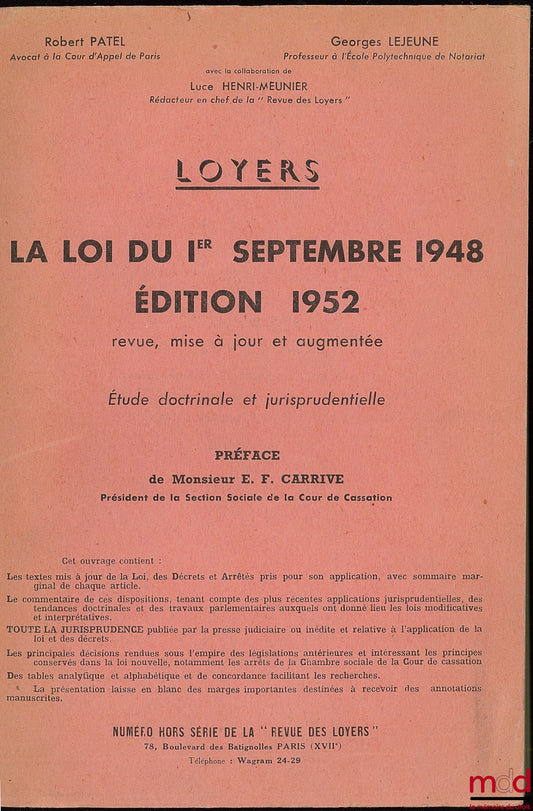 Robert PATEL Georges LEJEUNE
Avocat à la Cour d'Appel de Paris Professeur à l'École Polytechnique de Notariat
avec la collaboration de
Luce HENRI-MEUNIER
Rédacteur en chef de la " Revue des Loyers "
LOYERS
LA LOI DU 1ER SEPTEMBRE 1948
ÉDITION 1952
revue, mise à jour et augmentée
Étude doctrinale et jurisprudentielle
PRÉFACE
de Monsieur E. F. CARRIVE
Président de la Section Sociale de la Cour de Cassation
Cet ouvrage contient :
Les textes mis à jour de la Loi, des Décrets et Arrêtés pris pour son application, avec sommaire mar-
ginal de chaque article.
Le commentaire de ces dispositions, tenant compte des plus récentes applications jurisprudentielles, des
tendances doctrinales et des travaux parlementaires auxquels ont donné lieu les lois modificatives
et interprétatives.
TOUTE LA JURISPRUDENCE publiée par la presse judiciaire ou inédite et relative à l'application de la
loi et des décrets.
Les principales décisions rendues sous l'empire des législations antérieures et intéressant les principes
conservés dans la loi nouvelle, notamment les arrêts de la Chambre sociale de la Cour de Cassation
Des tables analytique et alphabétique et de concordance facilitant les recherches.
La présentation laisse en blanc des marges importantes destinées à recevoir des annotations
manuscrites.
NUMÉRO HORS SÉRIE DE LA " REVUE DES LOYERS "
78, Boulevard des Batignolles PARIS (XVIIe)
Téléphone : Wagram 24-29
mdd